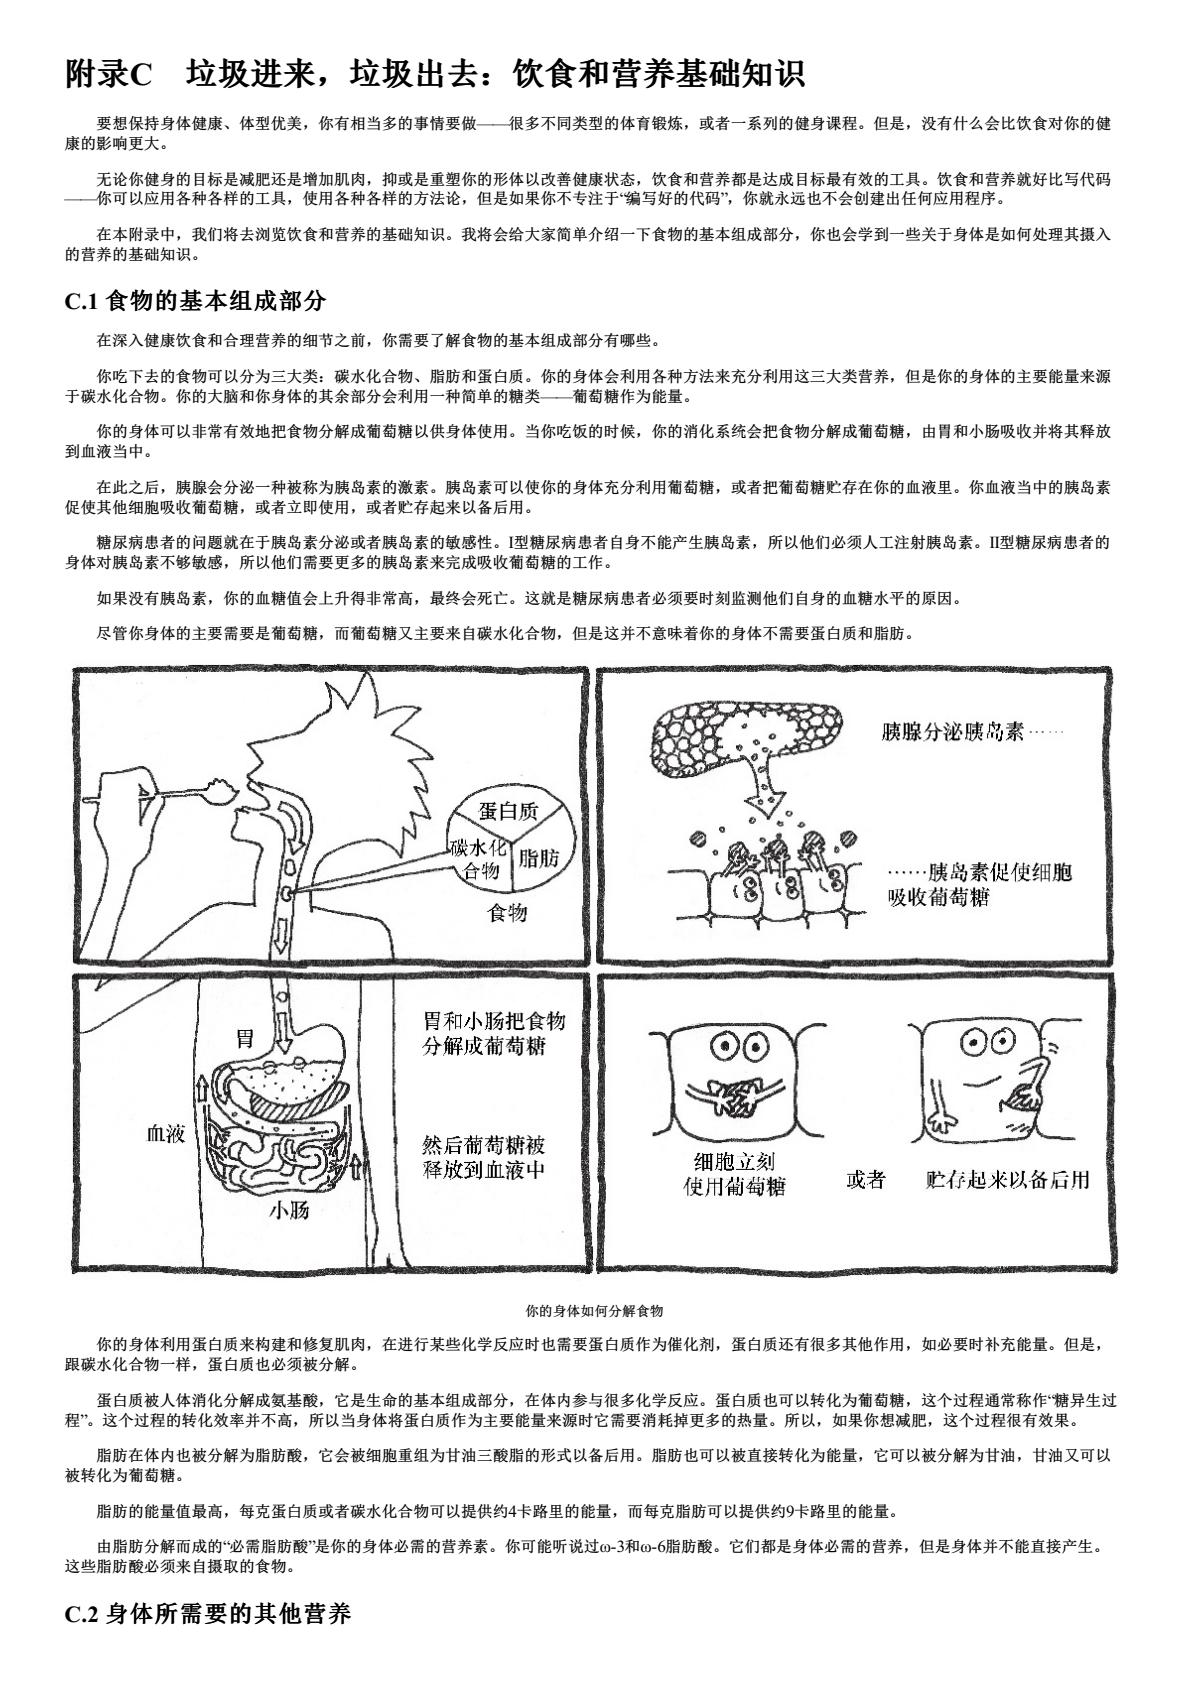 附录C 垃圾进来，垃圾出去：饮食和营养基础知识
要想保持身体健康、体型优美，你有相当多的事情要做——很多不同类型的体育锻炼，或者一系列的健身课程。但是，没有什么会比饮食对你的健
康的影响更大。
无论你健身的目标是减肥还是增加肌肉，抑或是重塑你的形体以改善健康状态，饮食和营养都是达成目标最有效的工具。饮食和营养就好比写代码
——你可以应用各种各样的工具，使用各种各样的方法论，但是如果你不专注于“编写好的代码”，你就永远也不会创建出任何应用程序。
在本附录中，我们将去浏览饮食和营养的基础知识。我将会给大家简单介绍一下食物的基本组成部分，你也会学到一些关于身体是如何处理其摄入
的营养的基础知识。
C.1 食物的基本组成部分
在深入健康饮食和合理营养的细节之前，你需要了解食物的基本组成部分有哪些。
你吃下去的食物可以分为三大类：碳水化合物、脂肪和蛋白质。你的身体会利用各种方法来充分利用这三大类营养，但是你的身体的主要能量来源
于碳水化合物。你的大脑和你身体的其余部分会利用一种简单的糖类——葡萄糖作为能量。
你的身体可以非常有效地把食物分解成葡萄糖以供身体使用。当你吃饭的时候，你的消化系统会把食物分解成葡萄糖，由胃和小肠吸收并将其释放
到血液当中。
在此之后，胰腺会分泌一种被称为胰岛素的激素。胰岛素可以使你的身体充分利用葡萄糖，或者把葡萄糖贮存在你的血液里。你血液当中的胰岛素
促使其他细胞吸收葡萄糖，或者立即使用，或者贮存起来以备后用。
糖尿病患者的问题就在于胰岛素分泌或者胰岛素的敏感性。I型糖尿病患者自身不能产生胰岛素，所以他们必须人工注射胰岛素。II型糖尿病患者的
身体对胰岛素不够敏感，所以他们需要更多的胰岛素来完成吸收葡萄糖的工作。
如果没有胰岛素，你的血糖值会上升得非常高，最终会死亡。这就是糖尿病患者必须要时刻监测他们自身的血糖水平的原因。
尽管你身体的主要需要是葡萄糖，而葡萄糖又主要来自碳水化合物，但是这并不意味着你的身体不需要蛋白质和脂肪。
蛋白质
碳水化
合物
脂肪
食物
胰腺分泌胰岛素……
……胰岛素促使细胞
吸收葡萄糖
胃
血液
小肠
胃和小肠把食物
分解成葡萄糖
然后葡萄糖被
释放到血液中
细胞立刻
使用葡萄糖
或者
贮存起来以备后用
你的身体如何分解食物
你的身体利用蛋白质来构建和修复肌肉，在进行某些化学反应时也需要蛋白质作为催化剂，蛋白质还有很多其他作用，如必要时补充能量。但是，
跟碳水化合物一样，蛋白质也必须被分解。
蛋白质被人体消化分解成氨基酸，它是生命的基本组成部分，在体内参与很多化学反应。蛋白质也可以转化为葡萄糖，这个过程通常称作“糖异生过
程”。这个过程的转化效率并不高，所以当身体将蛋白质作为主要能量来源时它需要消耗掉更多的热量。所以，如果你想减肥，这个过程很有效果。
脂肪在体内也被分解为脂肪酸，它会被细胞重组为甘油三酸脂的形式以备后用。脂肪也可以被直接转化为能量，它可以被分解为甘油，甘油又可以
被转化为葡萄糖。
脂肪的能量值最高，每克蛋白质或者碳水化合物可以提供约4卡路里的能量，而每克脂肪可以提供约9卡路里的能量。
由脂肪分解而成的“必需脂肪酸”是你的身体必需的营养素。你可能听说过ω-3和ω-6脂肪酸。它们都是身体必需的营养，但是身体并不能直接产生。
这些脂肪酸必须来自摄取的食物。
C.2 身体所需要的其他营养